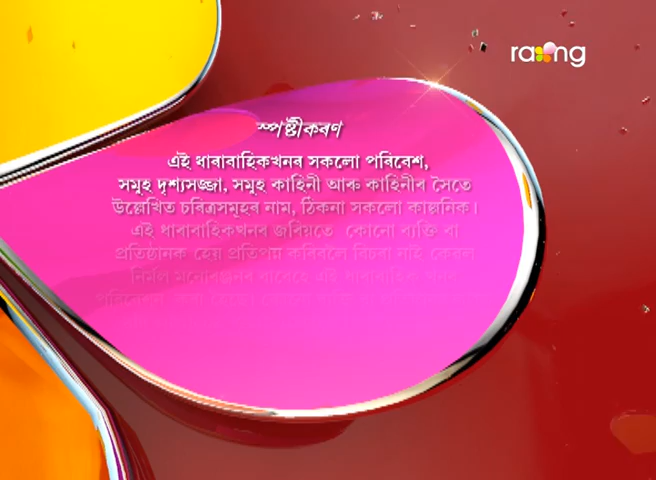 rang
স্পষ্টীকৰণ
এই ধাৰাবাহিকখনৰ সকলো পৰিবেশ,
সমূহ দৃশ্যসজ্জা, সমূহ কাহিনী আৰু কাহিনীৰ সৈতে
উল্লেখিত চৰিত্ৰসমূহৰ নাম, ঠিকনা সকলো কাল্পনিক।
এই ধাৰাবাহিকখনৰ জৰিয়তে কোনো ব্যক্তি বা
প্ৰতিষ্ঠানক হেয় প্ৰতিপন্ন কৰিবলৈ বিচৰা নাই কেৱল
নিৰ্মল মনোৰঞ্জনৰ বাবেহে এই ধাৰাবাহিক